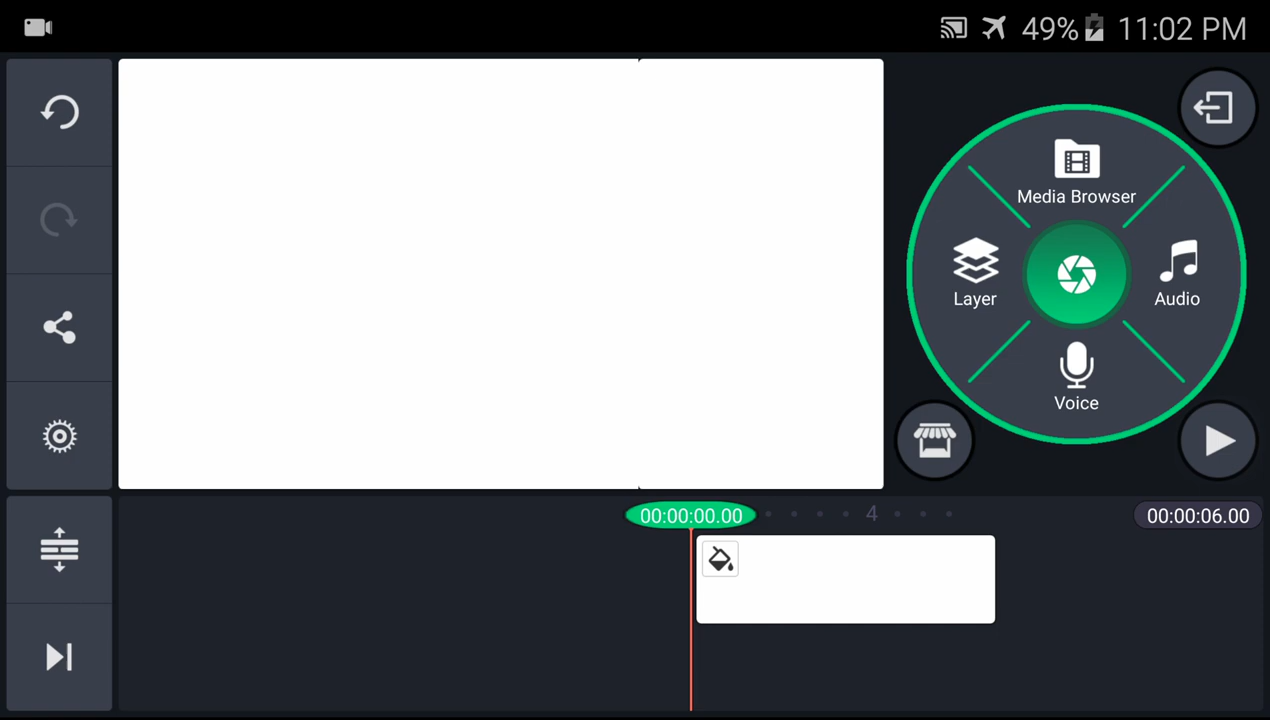 49% 11:02 PM
Media Browser
Layer
Audio
Voice
00:00:00.00
4
00:00:06.00